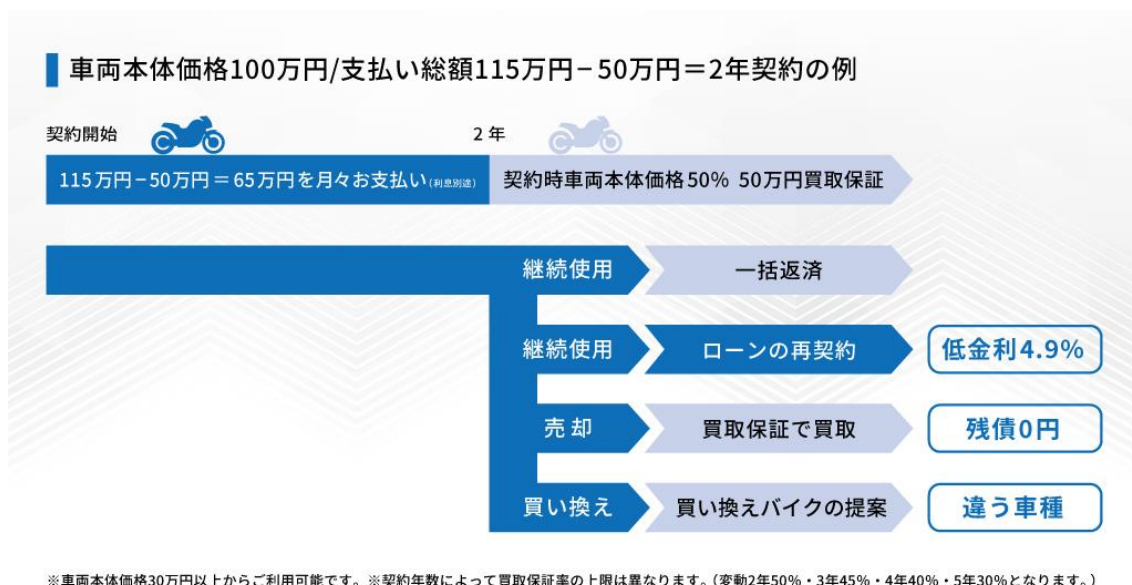 車両本体価格100万円/支払い総額115万円−50万円＝2年契約の例
契約開始
2年
115万円−50万円＝65万円を月々お支払い(利息別途)
契約時車両本体価格50% 50万円買取保証
継続使用
一括返済
継続使用
ローンの再契約
低金利4.9%
売却
買取保証で買取
残債0円
買い換え
買い換えバイクの提案
違う車種
※車両本体価格30万円以上からご利用可能です。※契約年数によって買取保証率の上限は異なります。(変動2年50%・3年45%・4年40%・5年30%となります。)